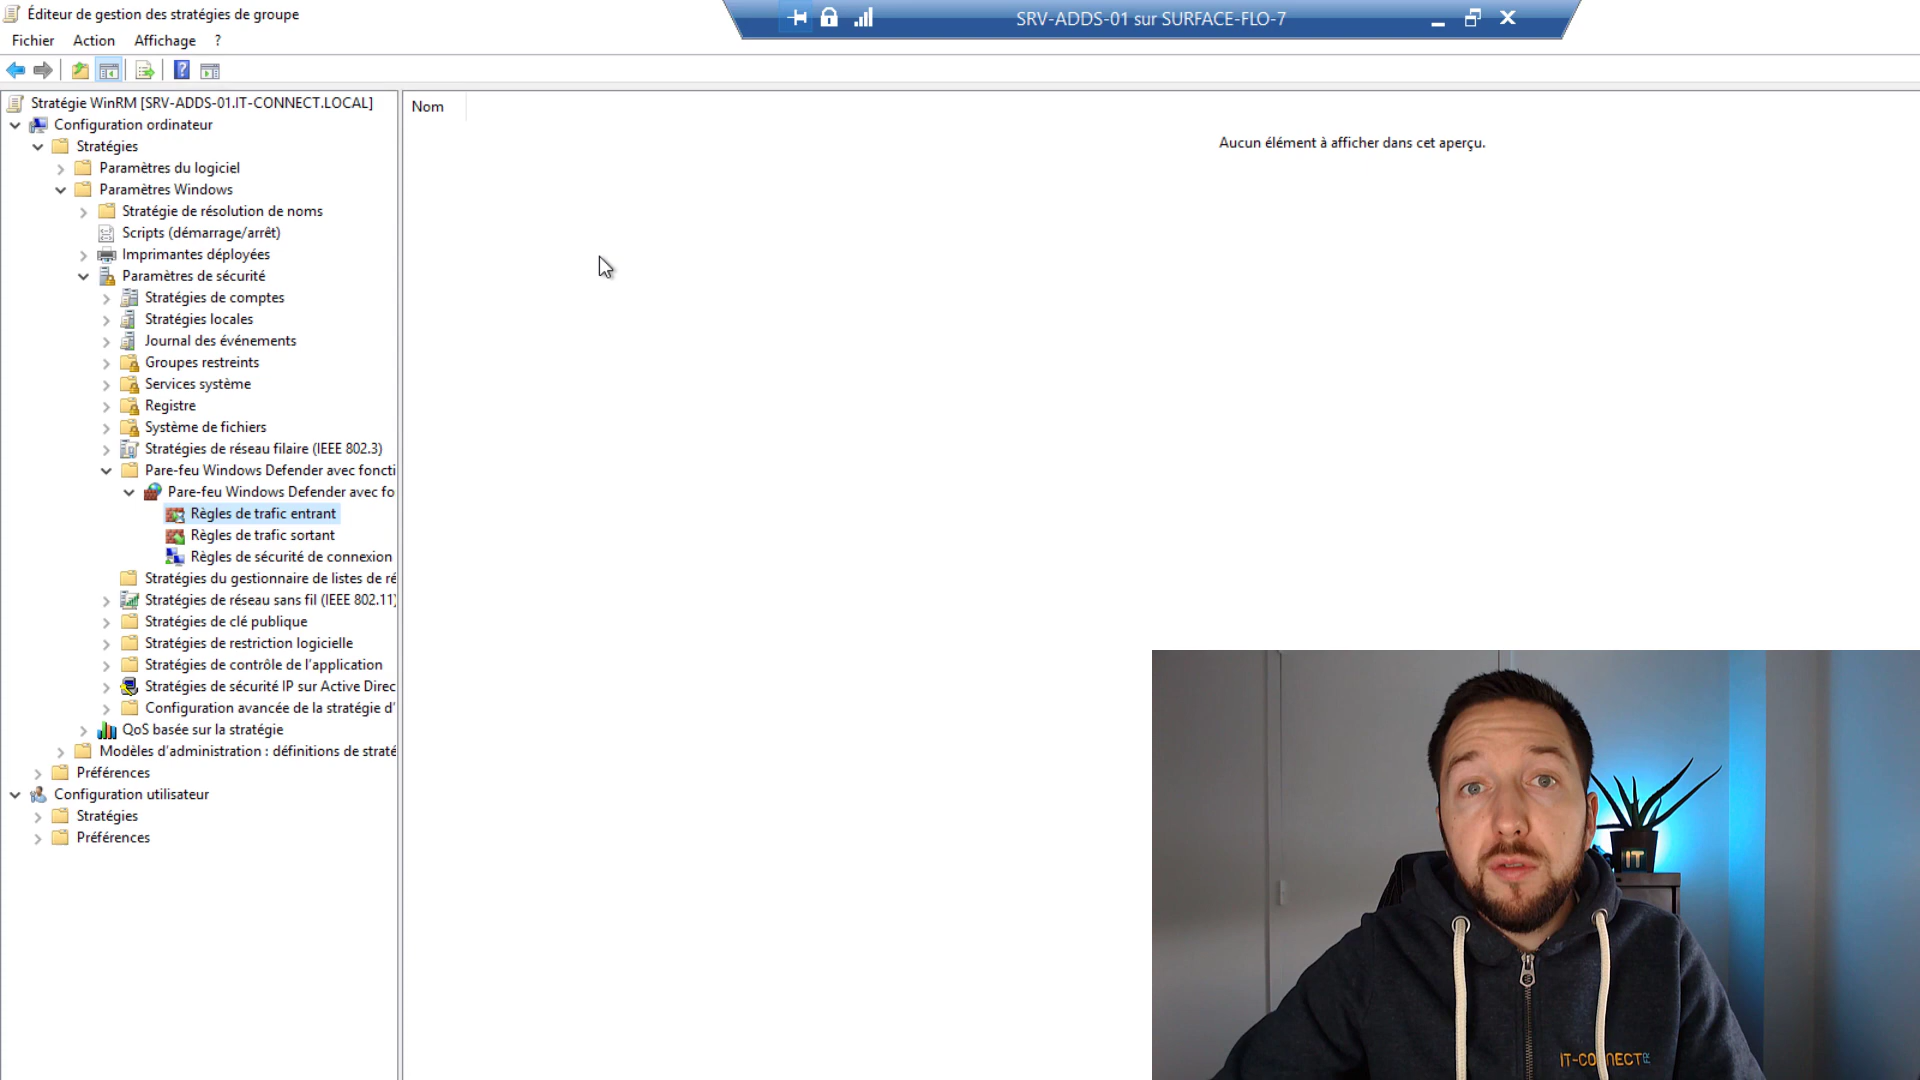 Éditeur de gestion des stratégies de groupe
SRV-ADDS-01 sur SURFACE-FLO-7
Fichier Action Affichage ?
Stratégie WinRM [SRV-ADDS-01.IT-CONNECT.LOCAL]
Configuration ordinateur
Stratégies
Paramètres du logiciel
Paramètres Windows
Stratégie de résolution de noms
Scripts (démarrage/arrêt)
Imprimantes déployées
Paramètres de sécurité
Stratégies de comptes
Stratégies locales
Journal des événements
Groupes restreints
Services système
Registre
Système de fichiers
Stratégies de réseau filaire (IEEE 802.3)
Pare-feu Windows Defender avec foncti
Pare-feu Windows Defender avec fo
Règles de trafic entrant
Règles de trafic sortant
Règles de sécurité de connexion
Stratégies du gestionnaire de listes de ré
Stratégies de réseau sans fil (IEEE 802.11)
Stratégies de clé publique
Stratégies de restriction logicielle
Stratégies de contrôle de l'application
Stratégies de sécurité IP sur Active Direc
Configuration avancée de la stratégie d'
QoS basée sur la stratégie
Modèles d'administration : définitions de straté
Préférences
Configuration utilisateur
Stratégies
Préférences
Nom
Aucun élément à afficher dans cet aperçu.
IT
IT-CONNECT